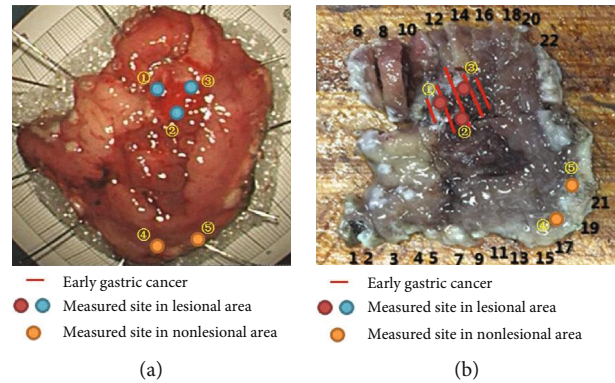 ①
③
②
④
⑤
Early gastric cancer
Measured site in lesional area
Measured site in nonlesional area
(a)
12 14 16 18 20
6 8 10
22
③
①
②
⑤
④
21
19
17
1 2 3 4 5 7 9 11 13 15
Early gastric cancer
Measured site in lesional area
Measured site in nonlesional area
(b)